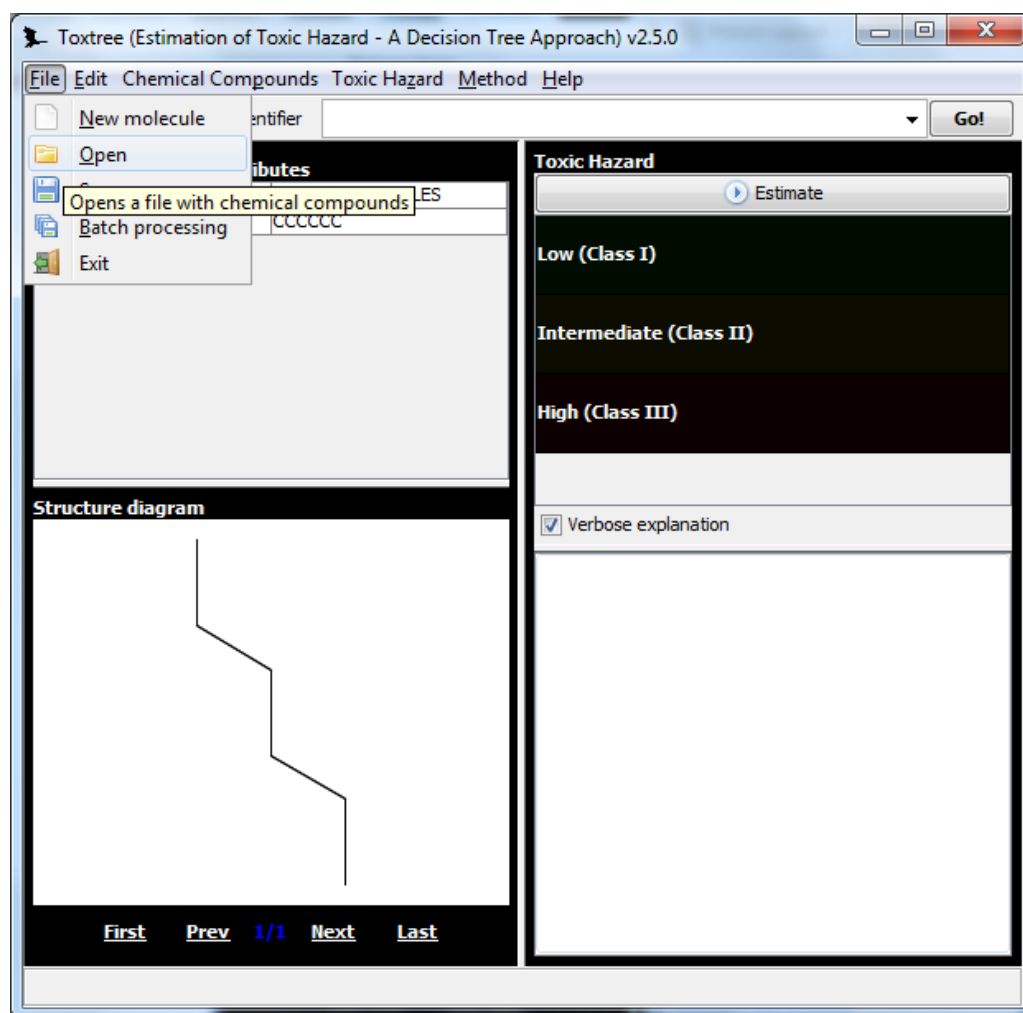 Toxtree (Estimation of Toxic Hazard - A Decision Tree Approach) v2.5.0
File Edit Chemical Compounds Toxic Hazard Method Help
New molecule
entifier
Go!
Open
ibutes
Toxic Hazard
Opens a file with chemical compounds
LES
Estimate
Batch processing
CCCCCC
Exit
Low (Class I)
Intermediate (Class II)
High (Class III)
Structure diagram
Verbose explanation
First Prev 1/1 Next Last